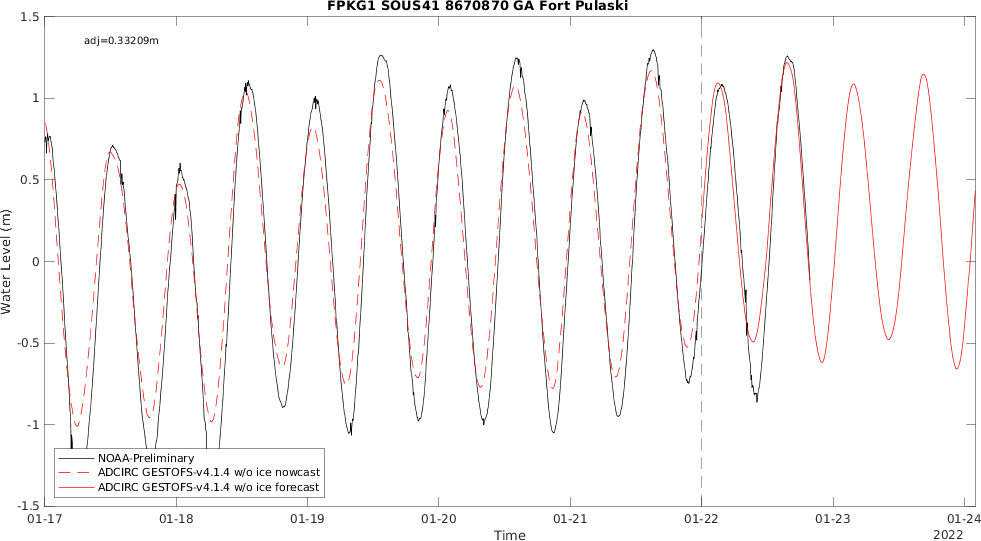 FPKG1 SOUS41 8670870 GA Fort Pulaski
1.5
adj=0.33209m
1
0.5
0
-0.5
-1
-1.5
Water Level (m)
NOAA-Preliminary
ADCIRC GESTOFS-v4.1.4 w/o ice nowcast
ADCIRC GESTOFS-v4.1.4 w/o ice forecast
01-17 01-18 01-19 01-20 01-21 01-22 01-23 01-24
Time
2022